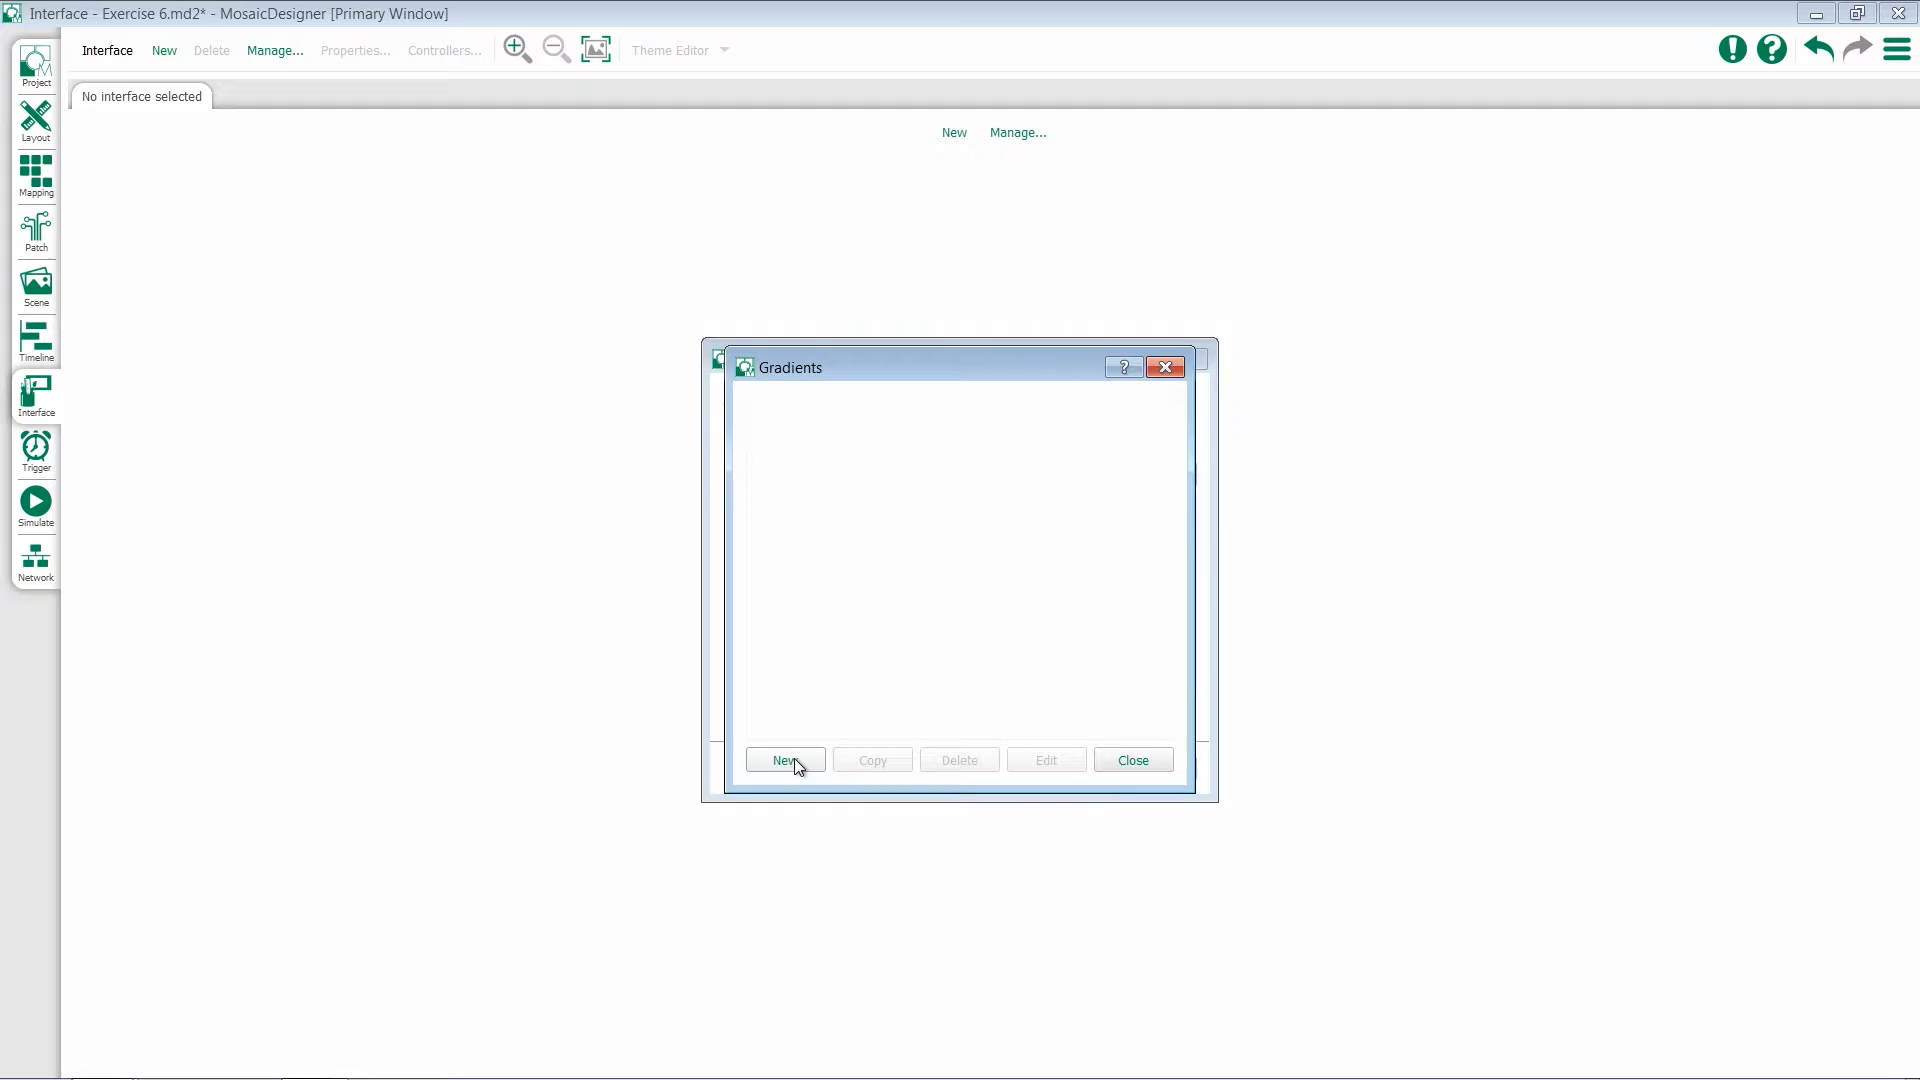 Interface - Exercise 6.md2* - MosaicDesigner [Primary Window]
Interface New Delete Manage... Properties... Controllers... Theme Editor
No interface selected
New Manage...
Project
Layout
Mapping
Patch
Scene
Timeline
Interface
Trigger
Simulate
Network
Gradients
New Copy Delete Edit Close